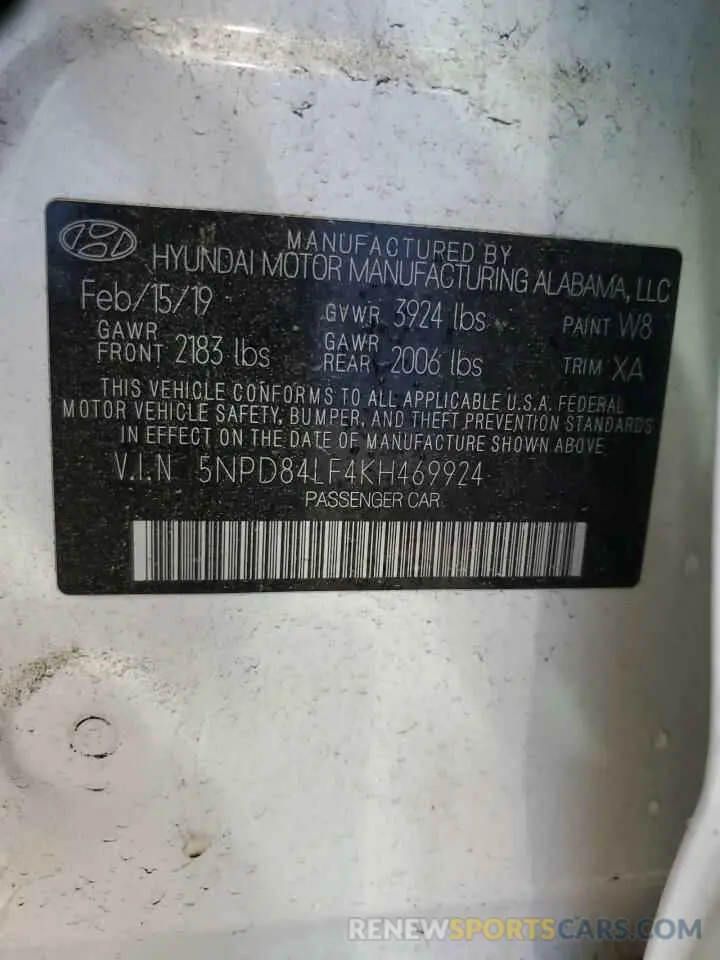 MANUFACTURED BY
HYUNDAI MOTOR MANUFACTURING ALABAMA, LLC
Feb/15/19 GVWR 3924 lbs PAINT W8
GAWR FRONT 2183 lbs GAWR REAR 2006 lbs TRIM XA
THIS VEHICLE CONFORMS TO ALL APPLICABLE U.S.A. FEDERAL
MOTOR VEHICLE SAFETY, BUMPER, AND THEFT PREVENTION STANDARDS
IN EFFECT ON THE DATE OF MANUFACTURE SHOWN ABOVE.
V.I.N 5NPD84LF4KH469924
PASSENGER CAR
RENEWSPORTSCARS.COM